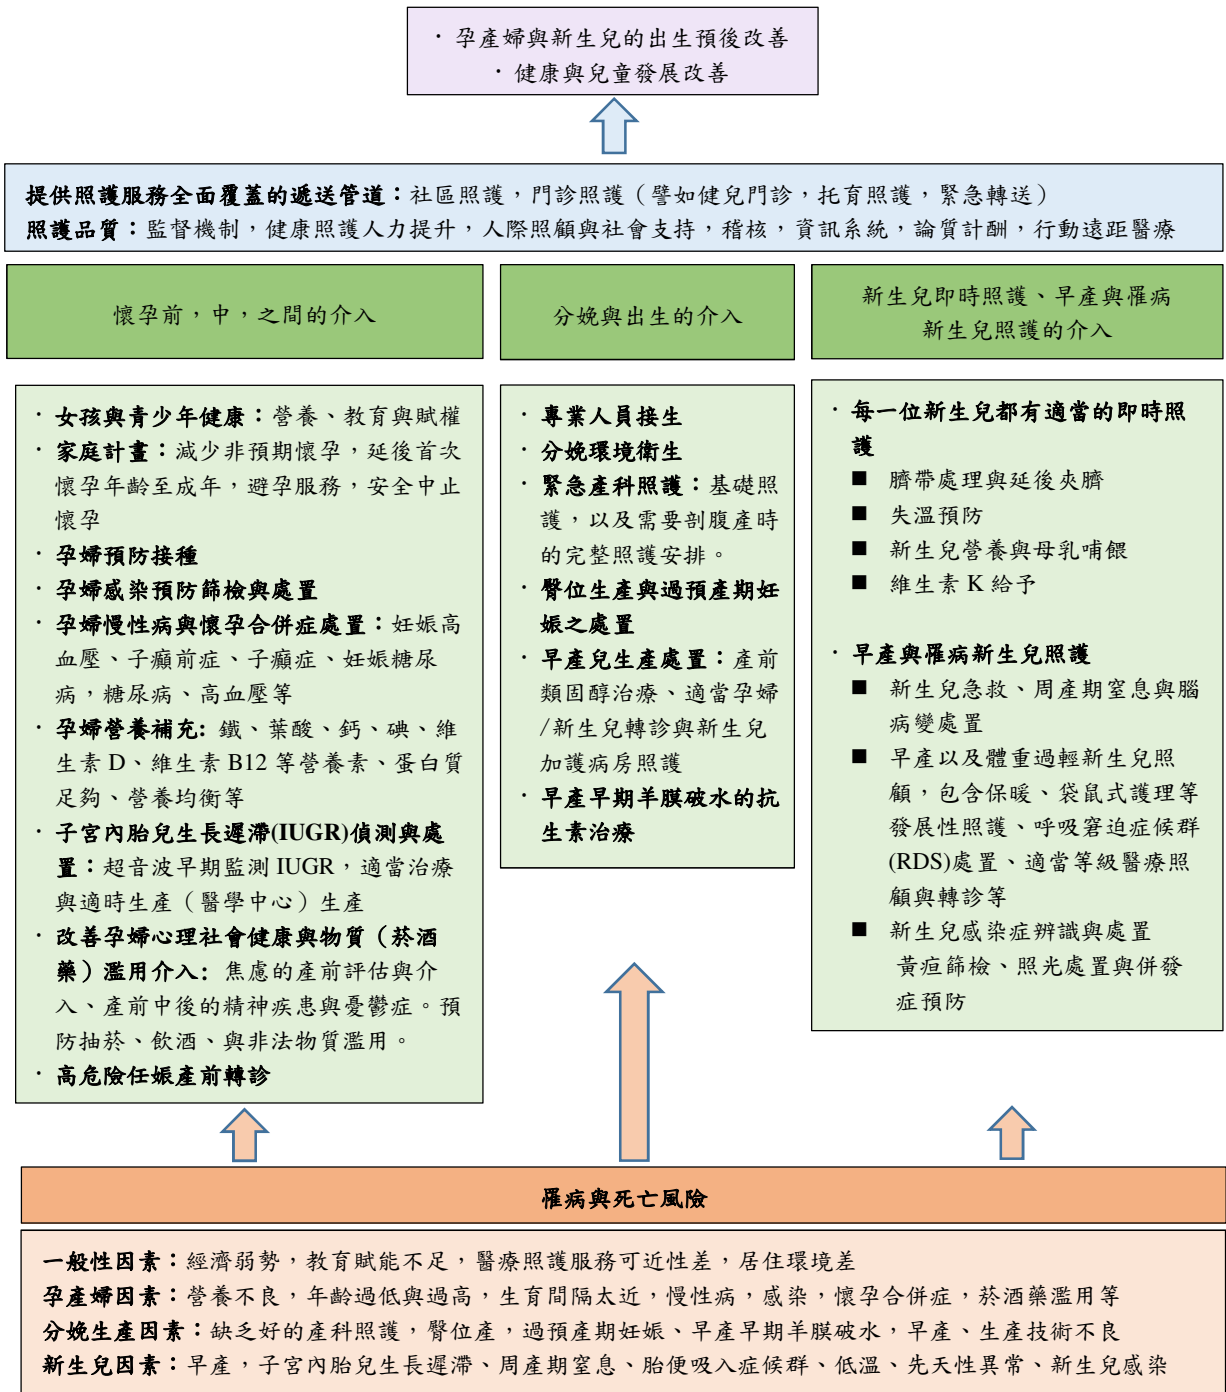 · 孕產婦與新生兒的出生預後改善
· 健康與兒童發展改善
提供照護服務全面覆蓋的遞送管道：社區照護，門診照護（譬如健兒門診，托育照護，緊急轉送）
照護品質：監督機制，健康照護人力提升，人際照顧與社會支持，稽核，資訊系統，論質計酬，行動遠距醫療
懷孕前，中，之間的介入
· 女孩與青少年健康：營養、教育與賦權
· 家庭計畫：減少非預期懷孕，延後首次
懷孕年齡至成年，避孕服務，安全中止
懷孕
· 孕婦預防接種
· 孕婦感染預防篩檢與處置
· 孕婦慢性病與懷孕合併症處置：妊娠高
血壓、子癲前症、子癲症、妊娠糖尿
病，糖尿病、高血壓等
· 孕婦營養補充: 鐵、葉酸、鈣、碘、維
生素 D、維生素 B12 等營養素、蛋白質
足夠、營養均衡等
· 子宮內胎兒生長遲滯(IUGR)偵測與處
置：超音波早期監測 IUGR，適當治療
與適時生產（醫學中心）生產
· 改善孕婦心理社會健康與物質（菸酒
藥）濫用介入: 焦慮的產前評估與介
入、產前中後的精神疾患與憂鬱症。預
防抽菸、飲酒、與非法物質濫用。
· 高危險任娠產前轉診
分娩與出生的介入
· 專業人員接生
· 分娩環境衛生
· 緊急產科照護：基礎照
護，以及需要剖腹產時
的完整照護安排。
· 臀位生產與過預產期妊
娠之處置
· 早產兒生產處置：產前
類固醇治療、適當孕婦
/新生兒轉診與新生兒
加護病房照護
· 早產早期羊膜破水的抗
生素治療
新生兒即時照護、早產與罹病
新生兒照護的介入
· 每一位新生兒都有適當的即時照
護
■ 臍帶處理與延後夾臍
■ 失溫預防
■ 新生兒營養與母乳哺餵
■ 維生素 K 給予
· 早產與罹病新生兒照護
■ 新生兒急救、周產期窒息與腦
病變處置
■ 早產以及體重過輕新生兒照
顧，包含保暖、袋鼠式護理等
發展性照護、呼吸窘迫症候群
(RDS)處置、適當等級醫療照
顧與轉診等
■ 新生兒感染症辨識與處置
黃疸篩檢、照光處置與併發
症預防
罹病與死亡風險
一般性因素：經濟弱勢，教育賦能不足，醫療照護服務可近性差，居住環境差
孕產婦因素：營養不良，年齡過低與過高，生育間隔太近，慢性病，感染，懷孕合併症，菸酒藥濫用等
分娩生產因素：缺乏好的產科照護，臀位產，過預產期妊娠、早產早期羊膜破水，早產、生產技術不良
新生兒因素：早產，子宮內胎兒生長遲滯、周產期窒息、胎便吸入症候群、低溫、先天性異常、新生兒感染